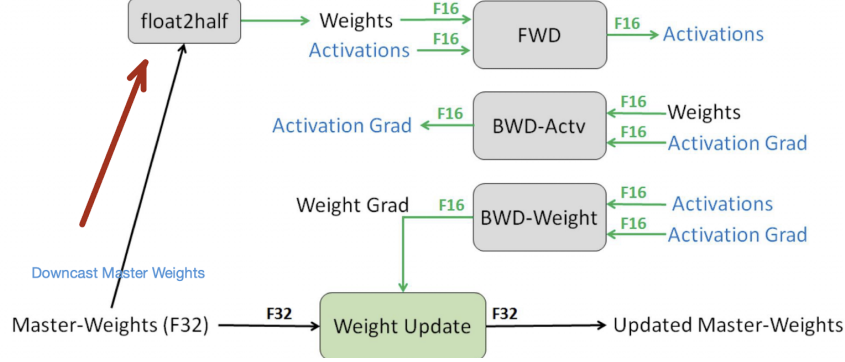 float2half
Weights
F16
Activations
F16
FWD
F16
Activations
Activation Grad
F16
BWD-Actv
F16
Weights
F16
Activation Grad
Weight Grad
F16
BWD-Weight
F16
Activations
F16
Activation Grad
Downcast Master Weights
Master-Weights (F32)
F32
Weight Update
F32
Updated Master-Weights